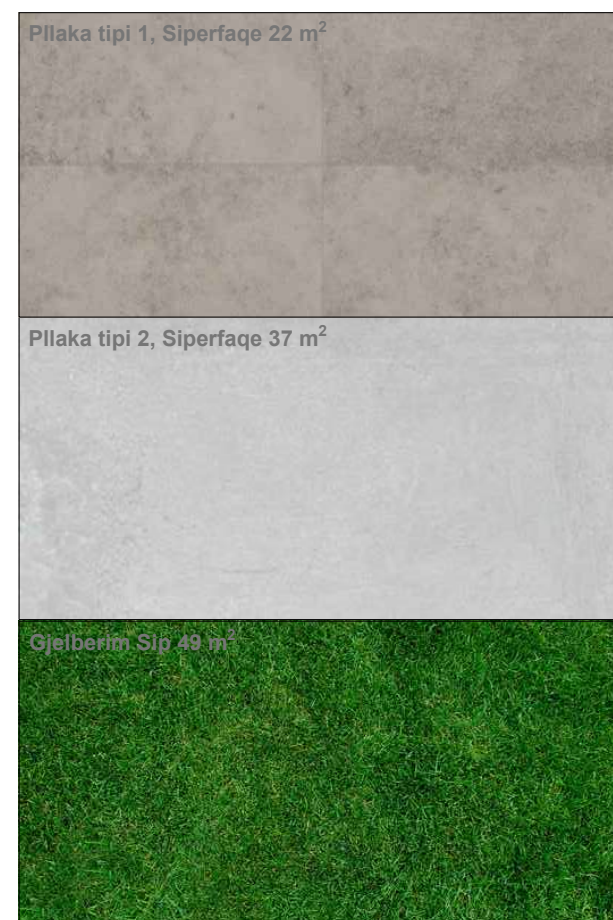 Pllaka tipi 1, Siperfaqe 22 m²
Pllaka tipi 2, Siperfaqe 37 m²
Gjelberim Sip 49 m²